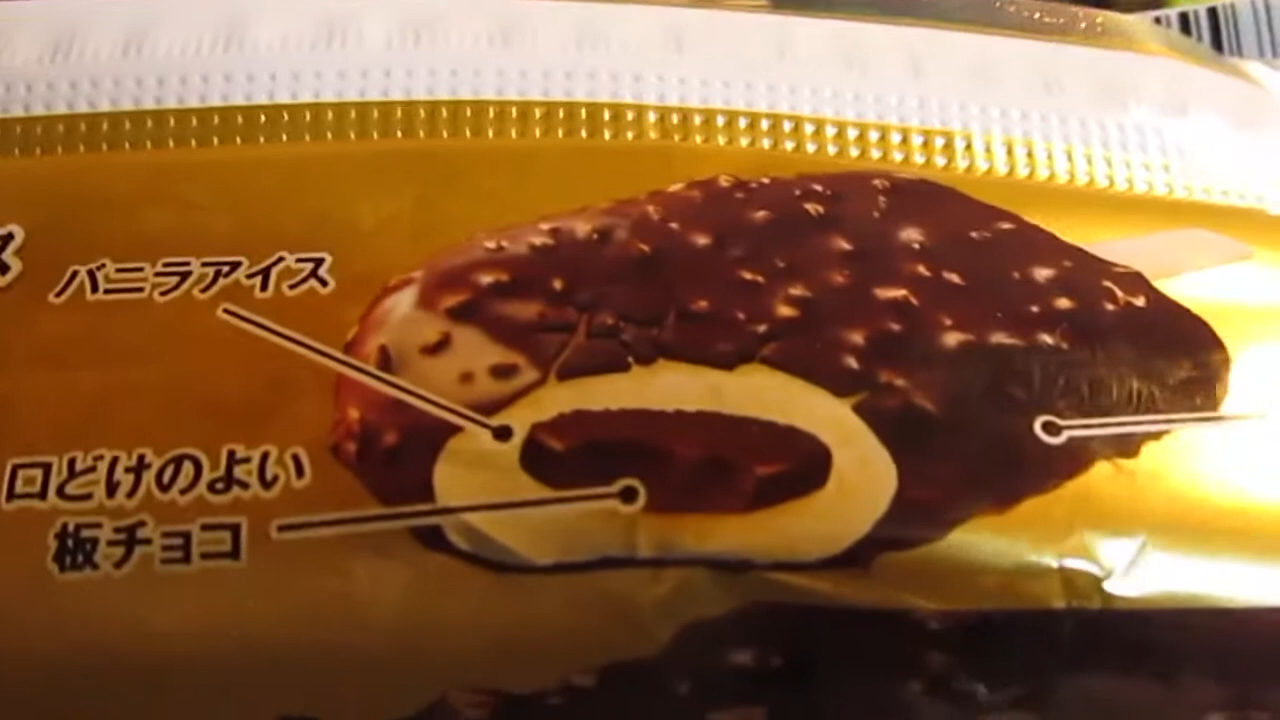 バニラアイス
口どけのよい
板チョコ